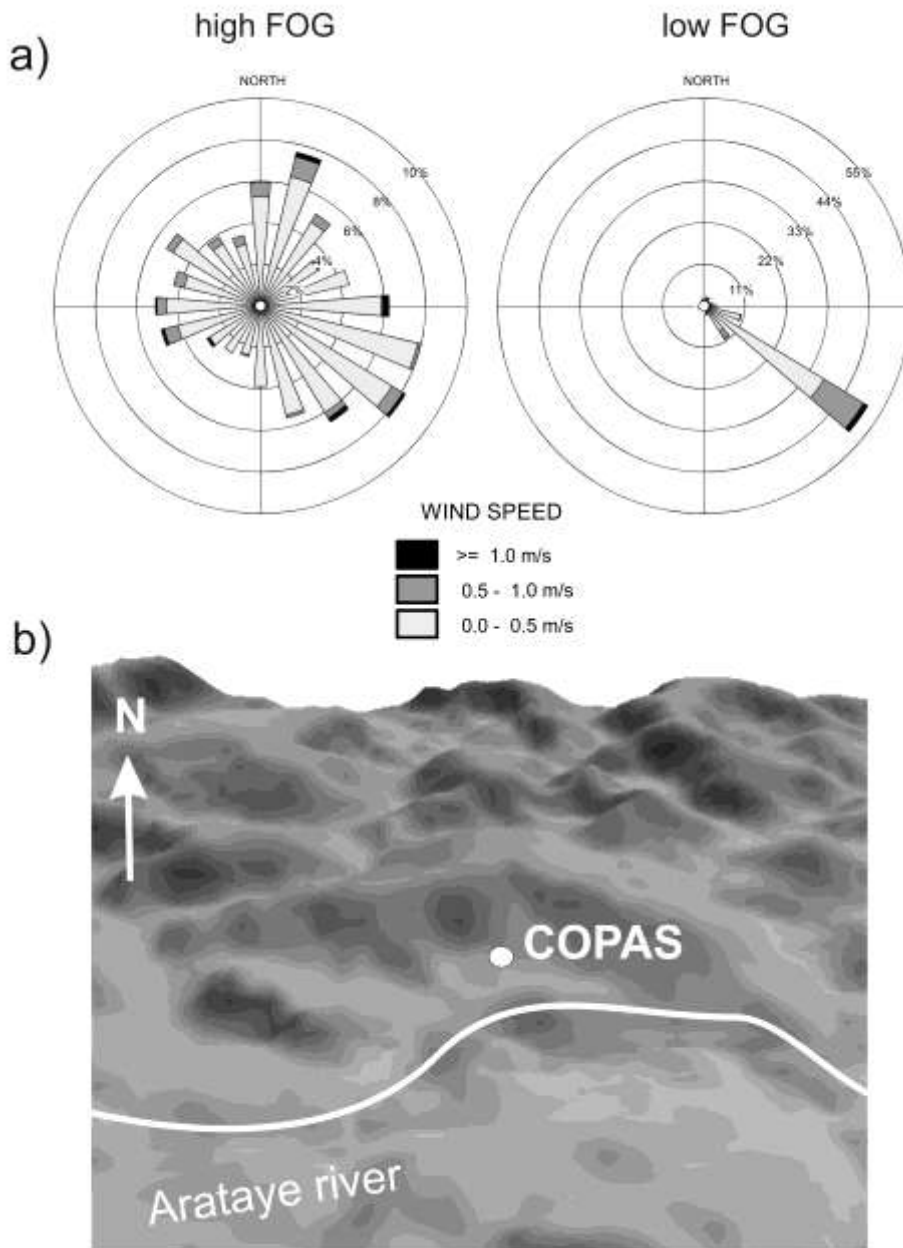 high FOG
low FOG
a)
NORTH
NORTH
10%
8%
6%
4%
2%
55%
44%
33%
22%
11%
WIND SPEED
>= 1.0 m/s
0.5 - 1.0 m/s
0.0 - 0.5 m/s
b)
N
COPAS
Arataye river